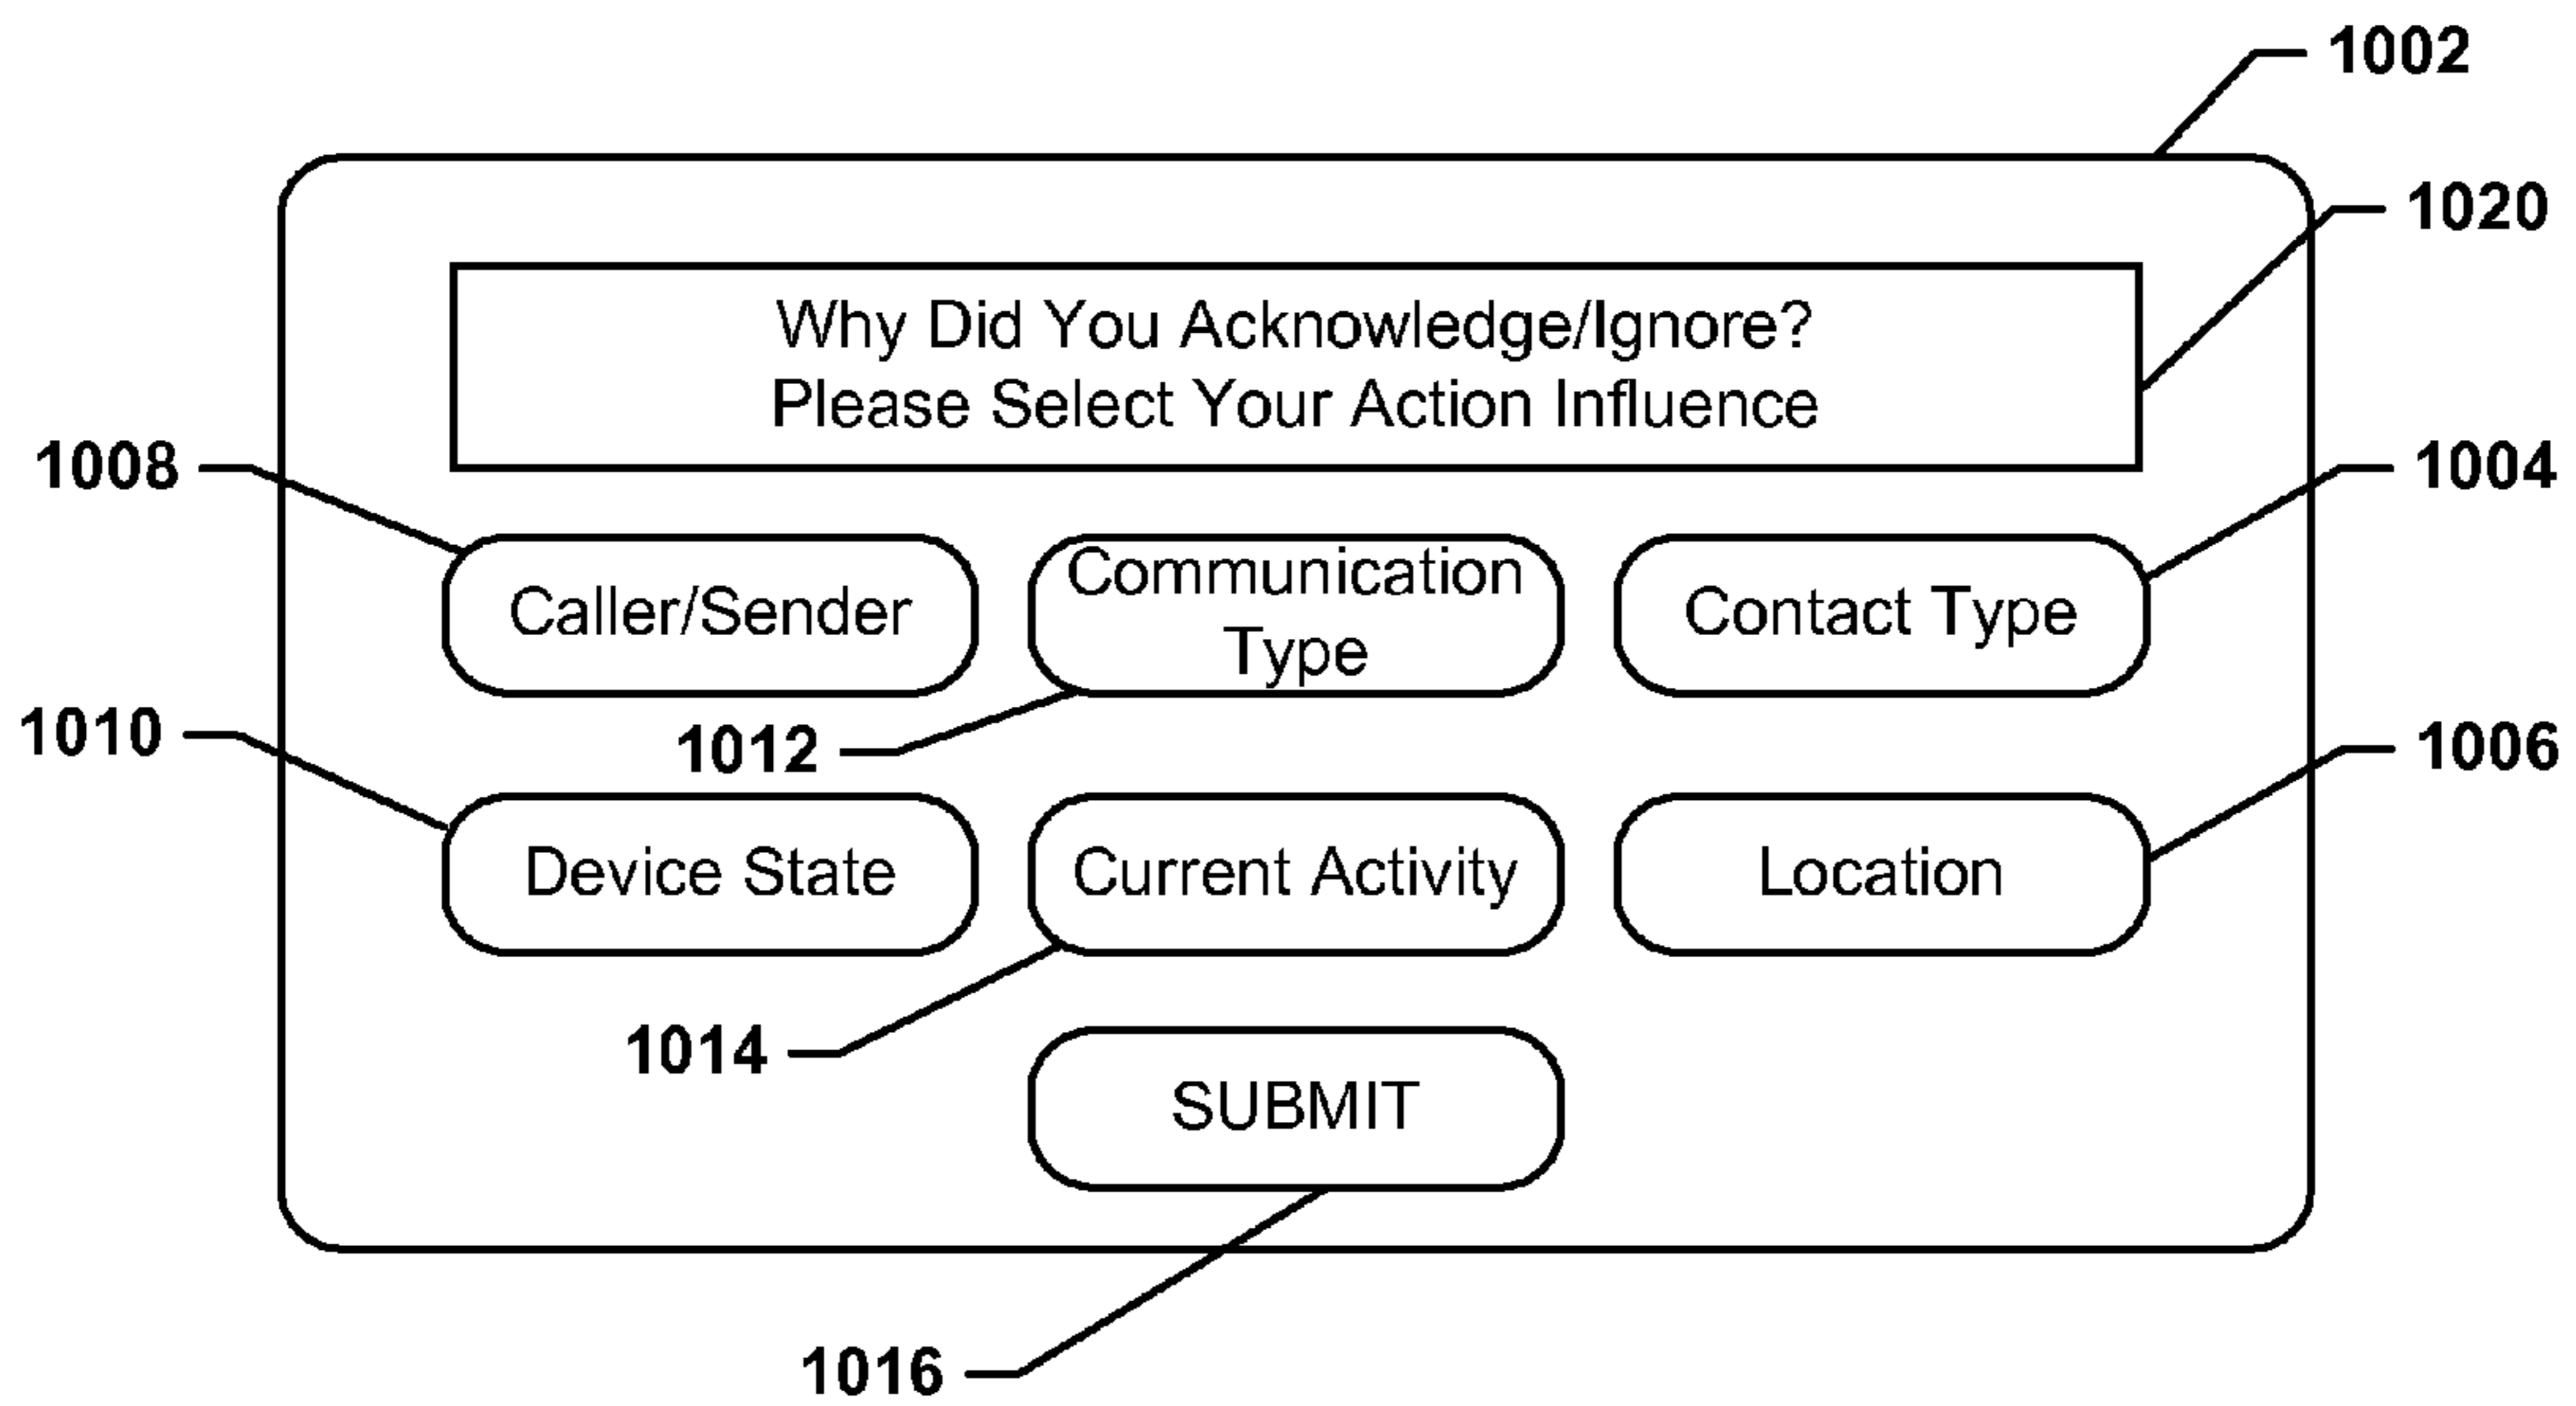 1002
1020
Why Did You Acknowledge/Ignore?
Please Select Your Action Influence
1008
1004
Caller/Sender
Communication
Type
Contact Type
1010
1012
1006
Device State
Current Activity
Location
1014
SUBMIT
1016